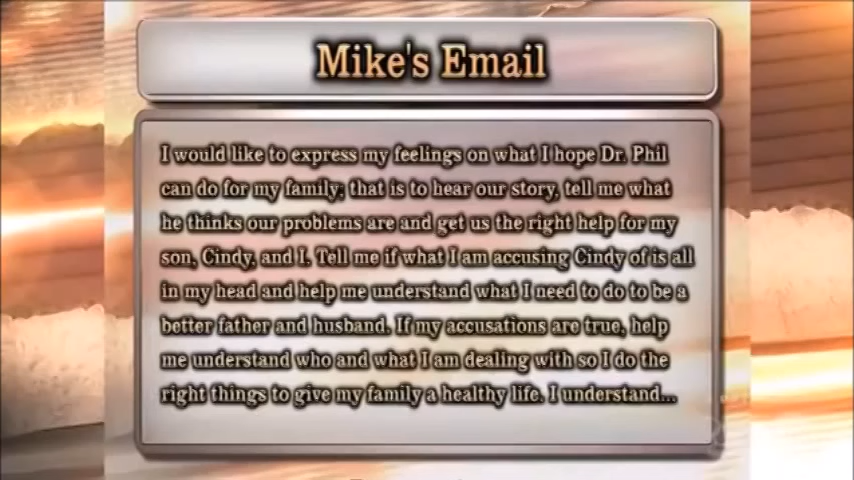 Mike's Email
I would like to express my feelings on what I hope Dr. Phil
can do for my family; that is to hear our story, tell me what
he thinks our problems are and get us the right help for my
son, Cindy, and I. Tell me if what I am accusing Cindy of is all
in my head and help me understand what I need to do to be a
better father and husband. If my accusations are true, help
me understand who and what I am dealing with so I do the
right things to give my family a healthy life. I understand...